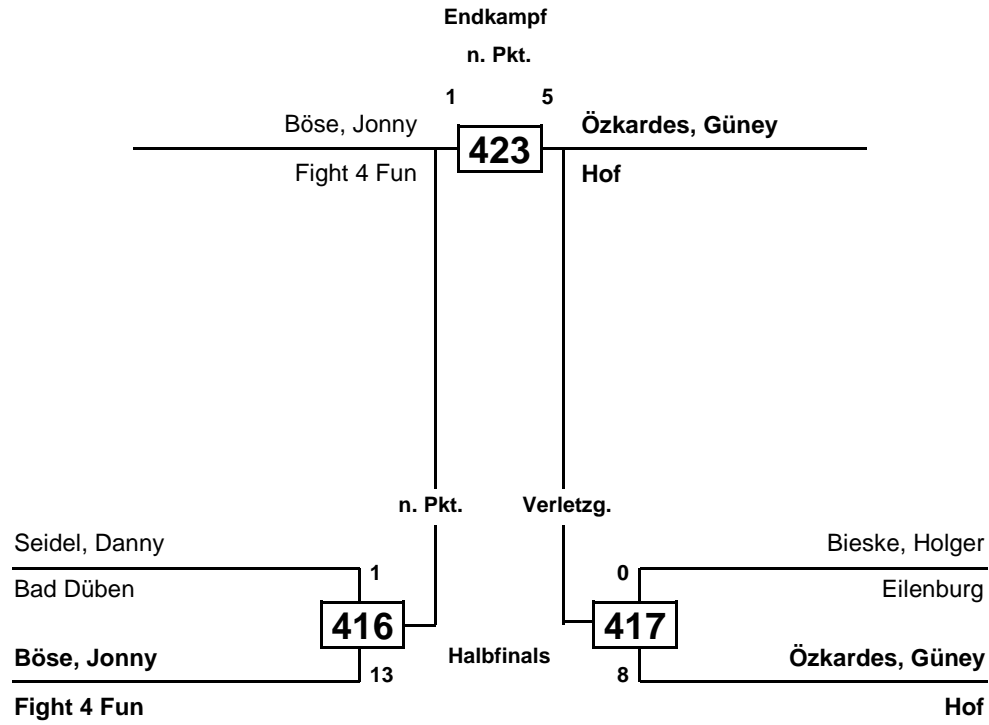 Endkampf
n. Pkt.
1 5
Böse, Jonny 423 Özkardes, Güney
Fight 4 Fun Hof
n. Pkt. Verletzg.
Seidel, Danny Bieske, Holger
1 0
Bad Düben Eilenburg
416 417
Böse, Jonny Halbfinals Özkardes, Güney
13 8
Fight 4 Fun Hof